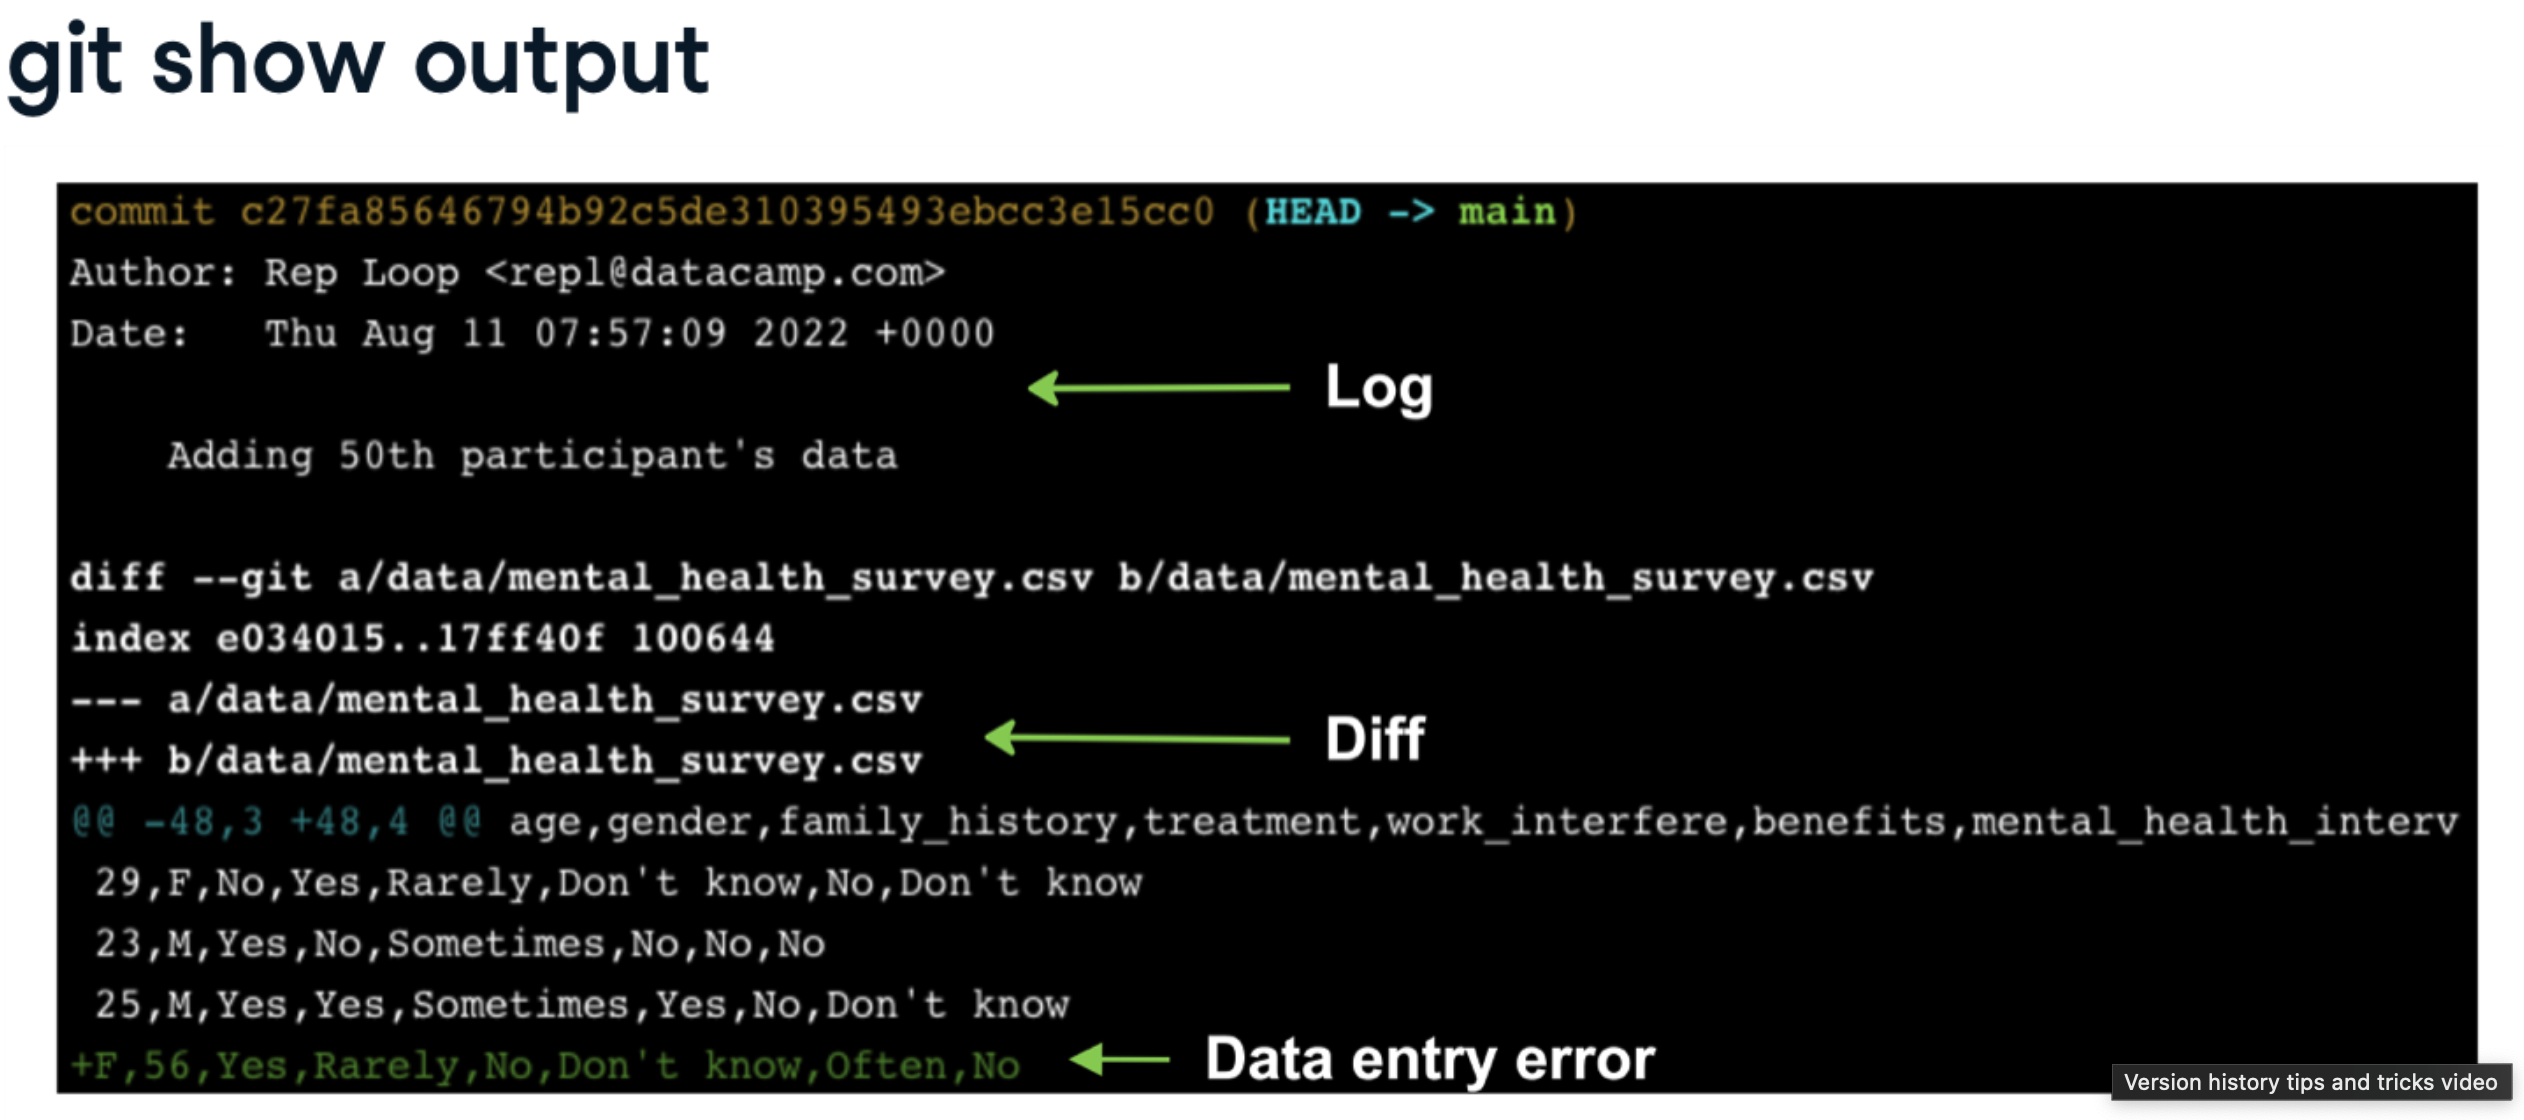 git show output
commit c27fa85646794b92c5de310395493ebcc3e15cc0 (HEAD -> main)
Author: Rep Loop <repl@datacamp.com>
Date:   Thu Aug 11 07:57:09 2022 +0000
Log
Adding 50th participant's data
diff --git a/data/mental_health_survey.csv b/data/mental_health_survey.csv
index e034015..17ff40f 100644
--- a/data/mental_health_survey.csv
+++ b/data/mental_health_survey.csv
Diff
@@ -48,3 +48,4 @@ age,gender,family_history,treatment,work_interfere,benefits,mental_health_interv
29,F,No,Yes,Rarely,Don't know,No,Don't know
23,M,Yes,No,Sometimes,No,No,No
25,M,Yes,Yes,Sometimes,Yes,No,Don't know
+F,56,Yes,Rarely,No,Don't know,Often,No
Data entry error
Version history tips and tricks video